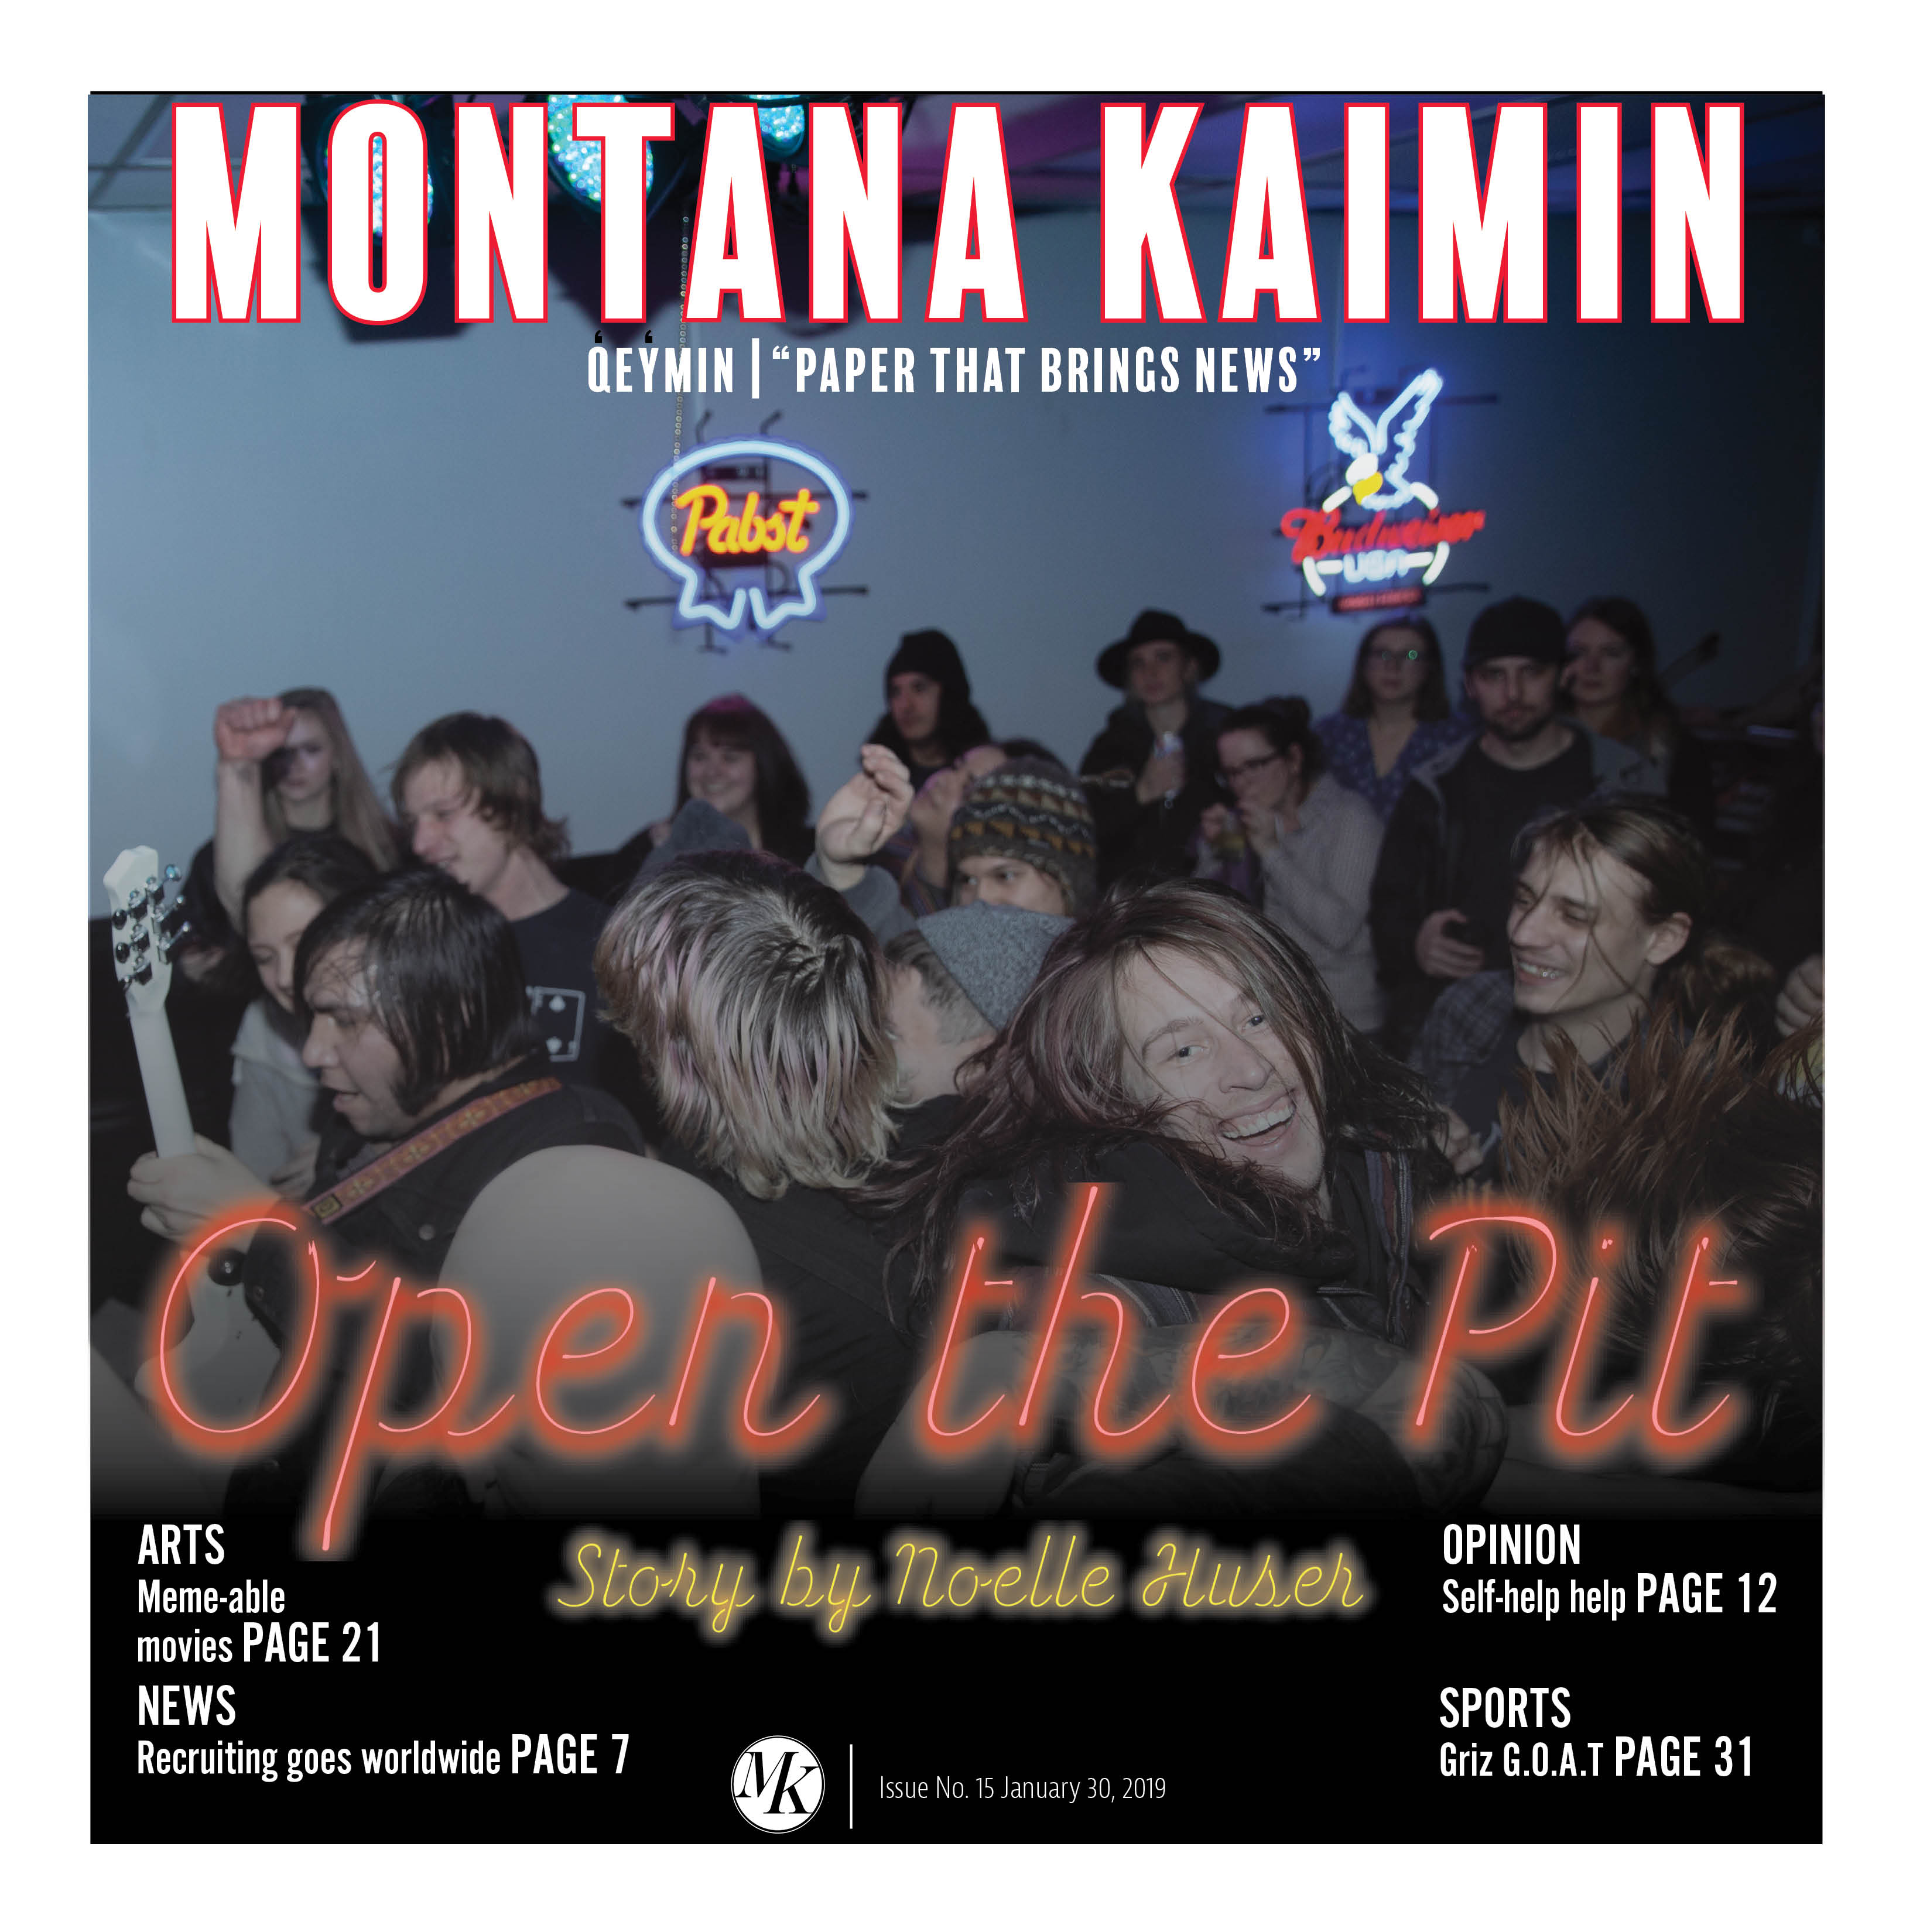 MONTANA KAIMIN
Q̓EY̓MIN | “PAPER THAT BRINGS NEWS”
Pabst
Budweiser
USA
Open the Pit
Story by Noelle Huser
ARTS
Meme-able
movies PAGE 21
NEWS
Recruiting goes worldwide PAGE 7
OPINION
Self-help help PAGE 12
SPORTS
Griz G.O.A.T PAGE 31
MK
Issue No. 15 January 30, 2019